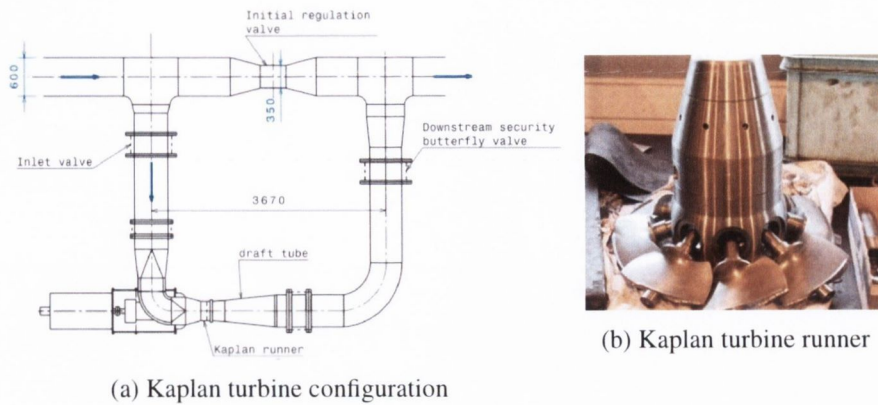 Initial regulation
valve
600
350
Inlet valve
Downstream security
butterfly valve
3670
draft tube
Kaplan runner
(a) Kaplan turbine configuration
(b) Kaplan turbine runner